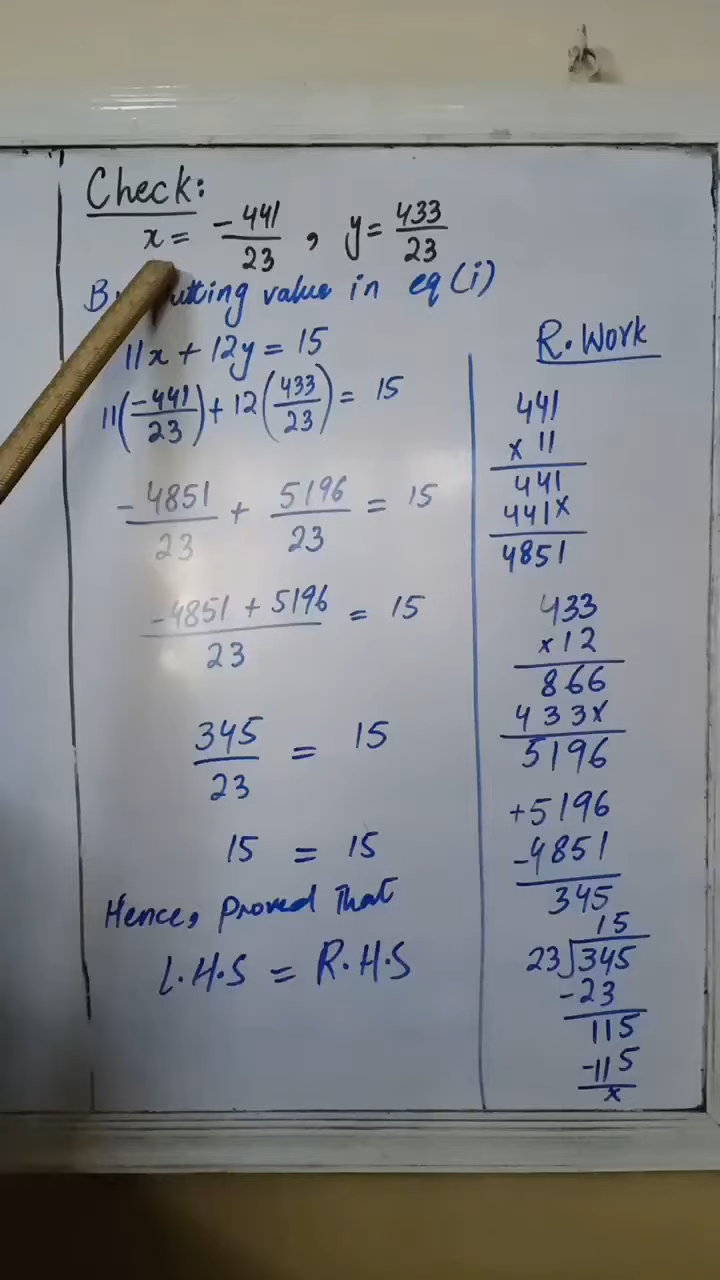 Check:
x = -441/23 , y = 433/23
By putting value in eq (i)
11x + 12y = 15
11(-441/23) + 12(433/23) = 15
-4851/23 + 5196/23 = 15
-4851 + 5196/23 = 15
345/23 = 15
15 = 15
Hence, proved that
L.H.S = R.H.S
R.Work
441
x 11
441
441x
4851
433
x12
866
433x
5196
+5196
-4851
345
15
23)345
-23
115
-115
x